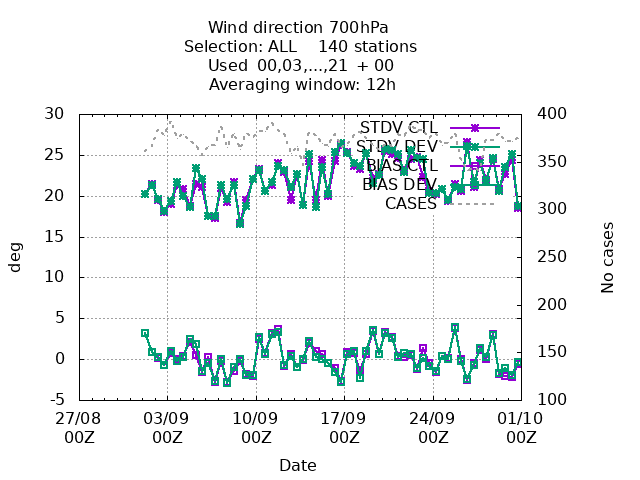 Wind direction 700hPa
Selection: ALL    140 stations
Used  00,03,...,21  + 00
Averaging window: 12h
30
25
20
15
10
5
0
-5
400
350
300
250
200
150
100
deg
No cases
STDV CTL
STDV DEV
BIAS CTL
BIAS DEV
CASES
27/08 03/09 10/09 17/09 24/09 01/10
00Z 00Z 00Z 00Z 00Z 00Z
Date